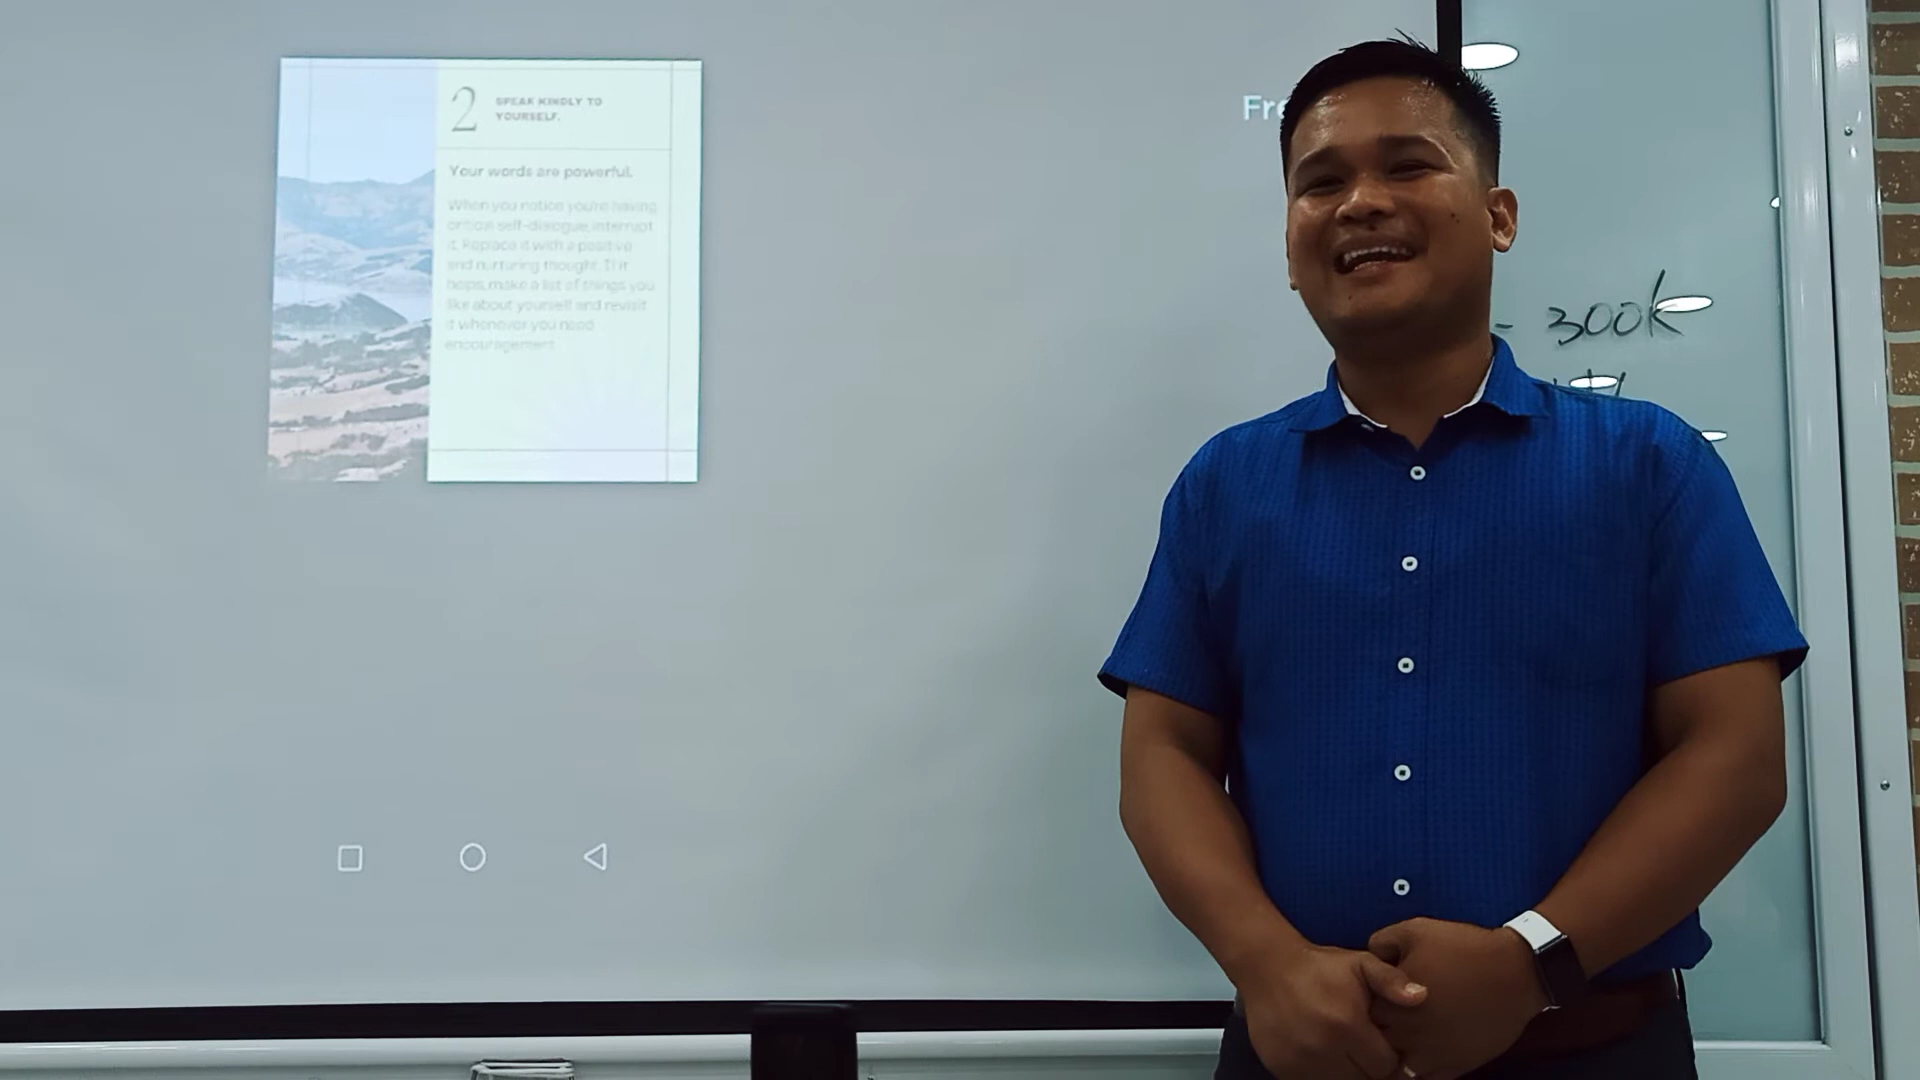 2
SPEAK KINDLY TO
YOURSELF.
Your words are powerful.
When you notice you're having
critical self-dialogue, interrupt
it. Replace it with a positive
and nurturing thought. If it
helps, make a list of things you
like about yourself and revisit
it whenever you need
encouragement.
Fre
- 300k